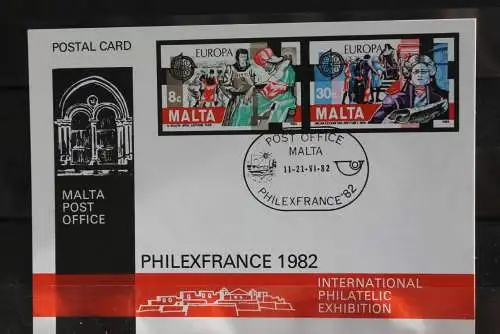 POSTAL CARD
EUROPA
8c
MALTA
EUROPA
30c
MALTA
POST OFFICE
MALTA
11-21-VI-82
PHILEXFRANCE '82
MALTA
POST
OFFICE
PHILEXFRANCE 1982
INTERNATIONAL
PHILATELIC
EXHIBITION